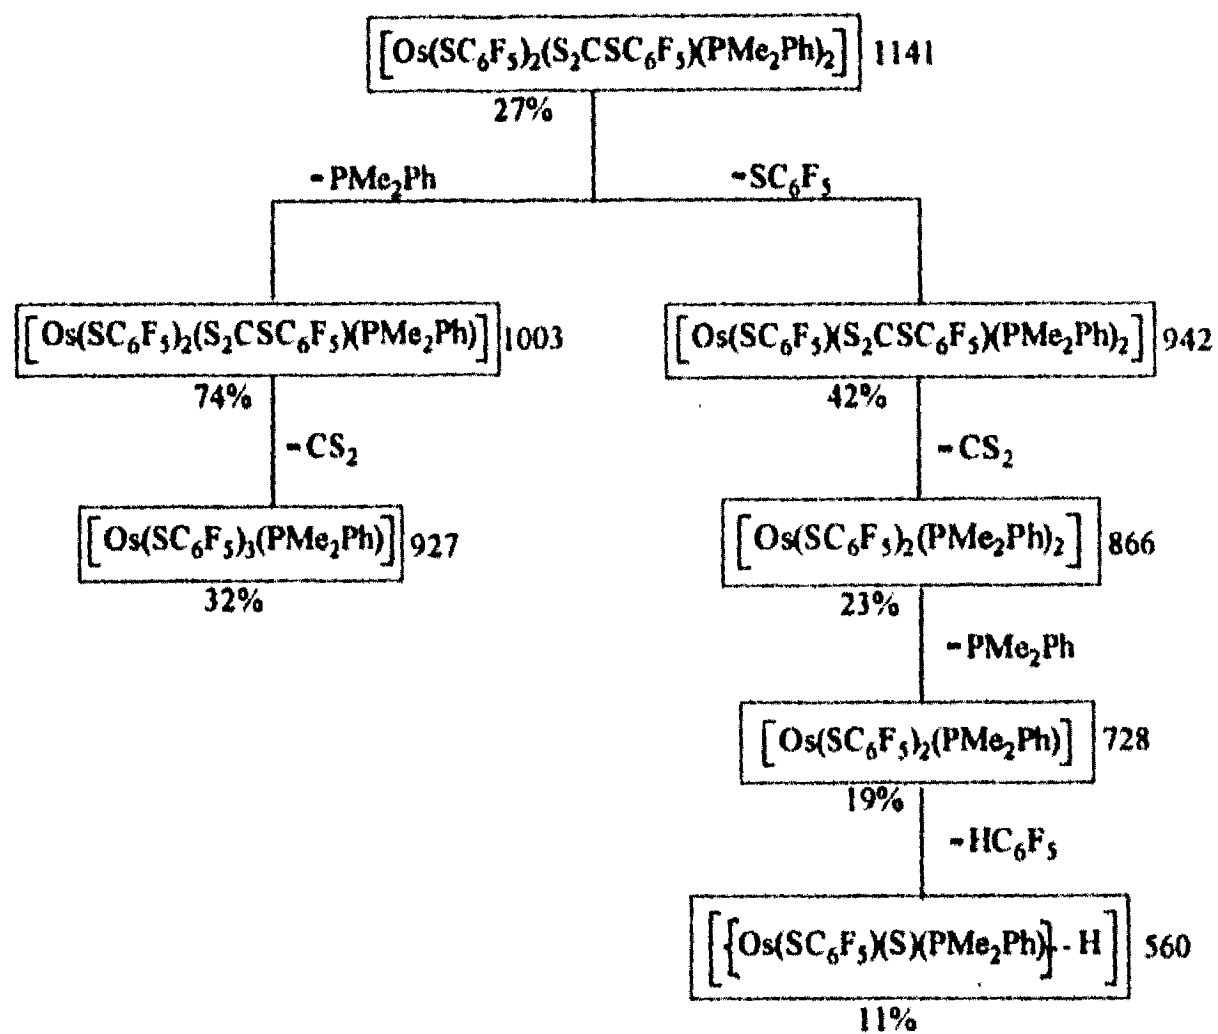 [Os(SC₆F₅)₂(S₂CSC₆F₅)(PMe₂Ph)₂] 1141
27%
-PMe₂Ph -SC₆F₅
[Os(SC₆F₅)₂(S₂CSC₆F₅)(PMe₂Ph)] 1003 [Os(SC₆F₅)(S₂CSC₆F₅)(PMe₂Ph)₂] 942
74% 42%
-CS₂ -CS₂
[Os(SC₆F₅)₃(PMe₂Ph)] 927 [Os(SC₆F₅)₂(PMe₂Ph)₂] 866
32% 23%
-PMe₂Ph
[Os(SC₆F₅)₂(PMe₂Ph)] 728
19%
-HC₆F₅
[{Os(SC₆F₅)(S)(PMe₂Ph)}-H] 560
11%